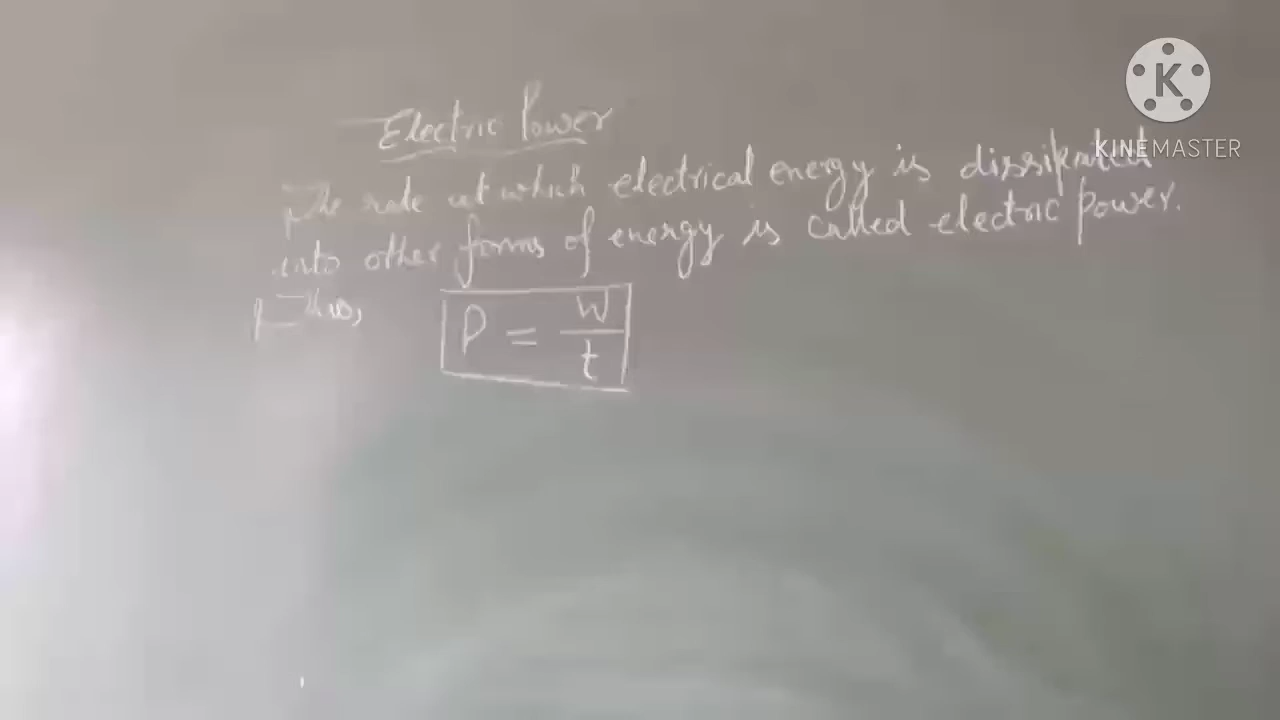 Electric Power
The rate at which electrical energy is dissipated
into other forms of energy is called electric power.
Thus,
P = W/t
K
KINEMASTER